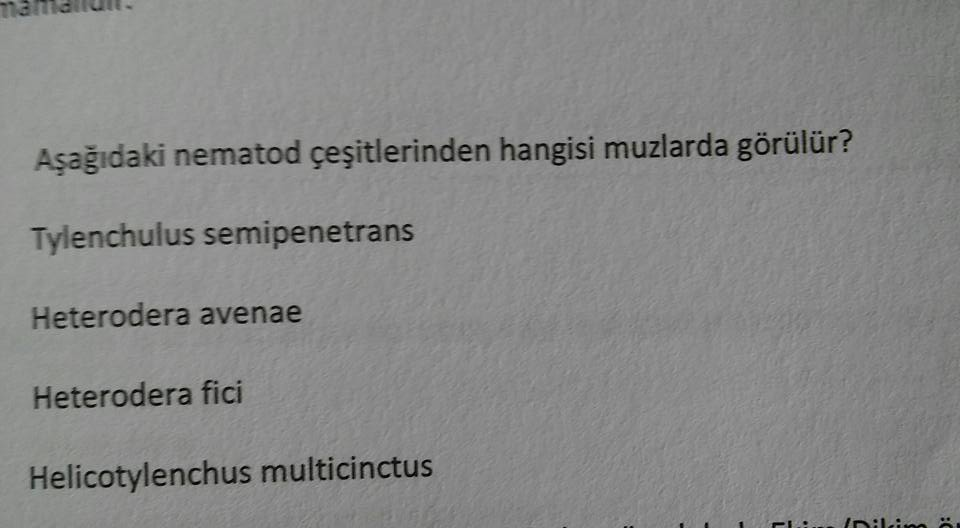 Aşağıdaki nematod çeşitlerinden hangisi muzlarda görülür?
Tylenchulus semipenetrans
Heterodera avenae
Heterodera fici
Helicotylenchus multicinctus